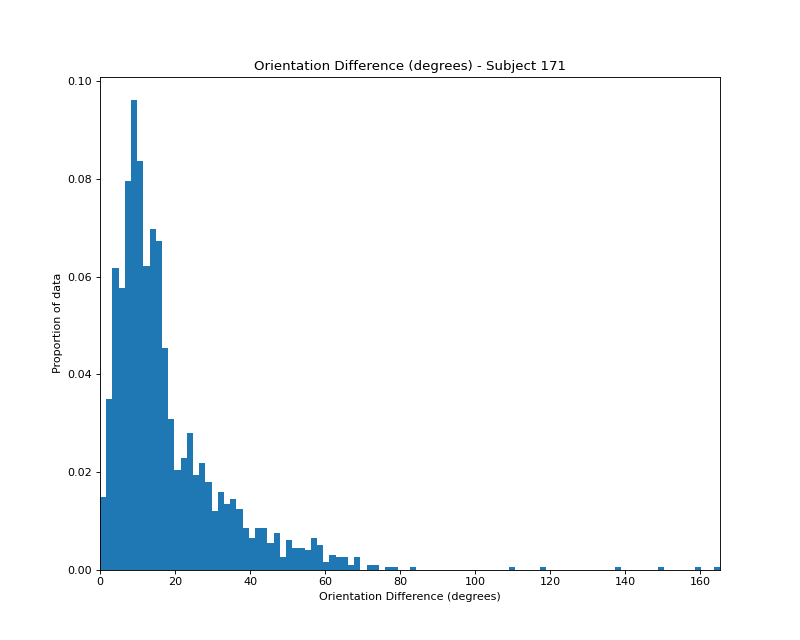 Orientation Difference (degrees) - Subject 171
0.10
0.08
0.06
0.04
0.02
0.00
Proportion of data
0 20 40 60 80 100 120 140 160
Orientation Difference (degrees)